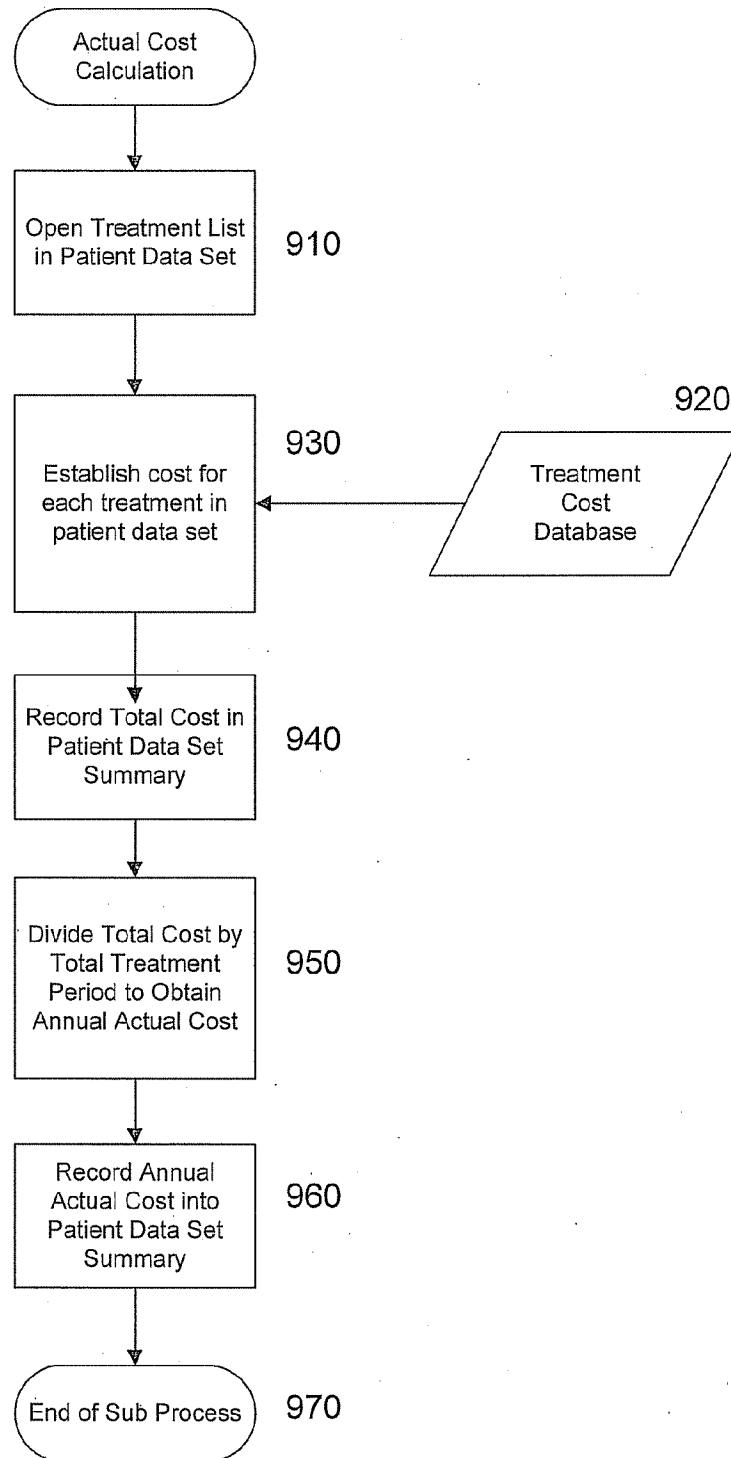 Actual Cost
Calculation
Open Treatment List
in Patient Data Set
910
920
930
Establish cost for
each treatment in
patient data set
Treatment
Cost
Database
Record Total Cost in
Patient Data Set
Summary
940
Divide Total Cost by
Total Treatment
Period to Obtain
Annual Actual Cost
950
Record Annual
Actual Cost into
Patient Data Set
Summary
960
End of Sub Process
970